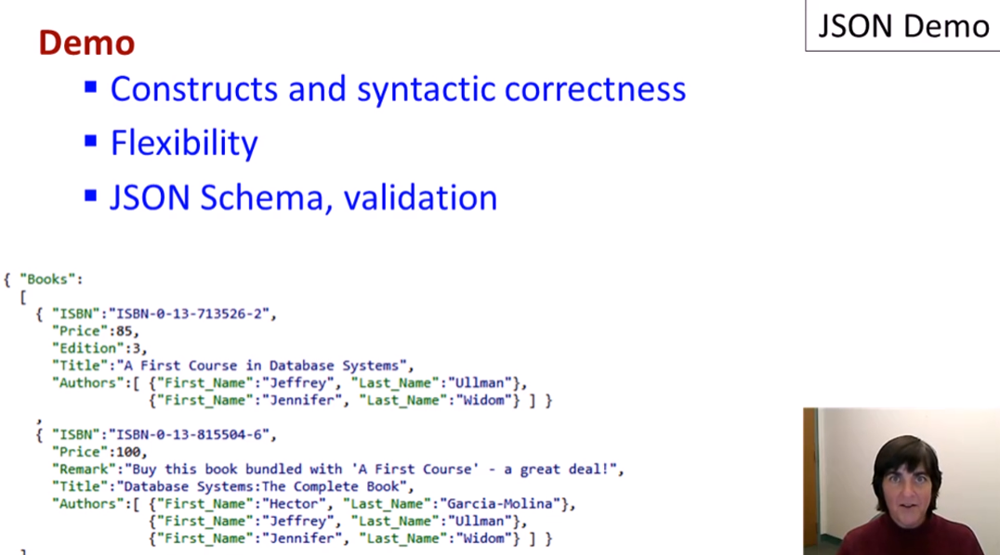 JSON Demo
Demo
▪ Constructs and syntactic correctness
▪ Flexibility
▪ JSON Schema, validation
{ "Books":
[
{ "ISBN":"ISBN-0-13-713526-2",
"Price":85,
"Edition":3,
"Title":"A First Course in Database Systems",
"Authors":[ {"First_Name":"Jeffrey", "Last_Name":"Ullman"},
{"First_Name":"Jennifer", "Last_Name":"Widom"} ] }
,
{ "ISBN":"ISBN-0-13-815504-6",
"Price":100,
"Remark":"Buy this book bundled with 'A First Course' - a great deal!",
"Title":"Database Systems:The Complete Book",
"Authors":[ {"First_Name":"Hector", "Last_Name":"Garcia-Molina"},
{"First_Name":"Jeffrey", "Last_Name":"Ullman"},
{"First_Name":"Jennifer", "Last_Name":"Widom"} ] }
]